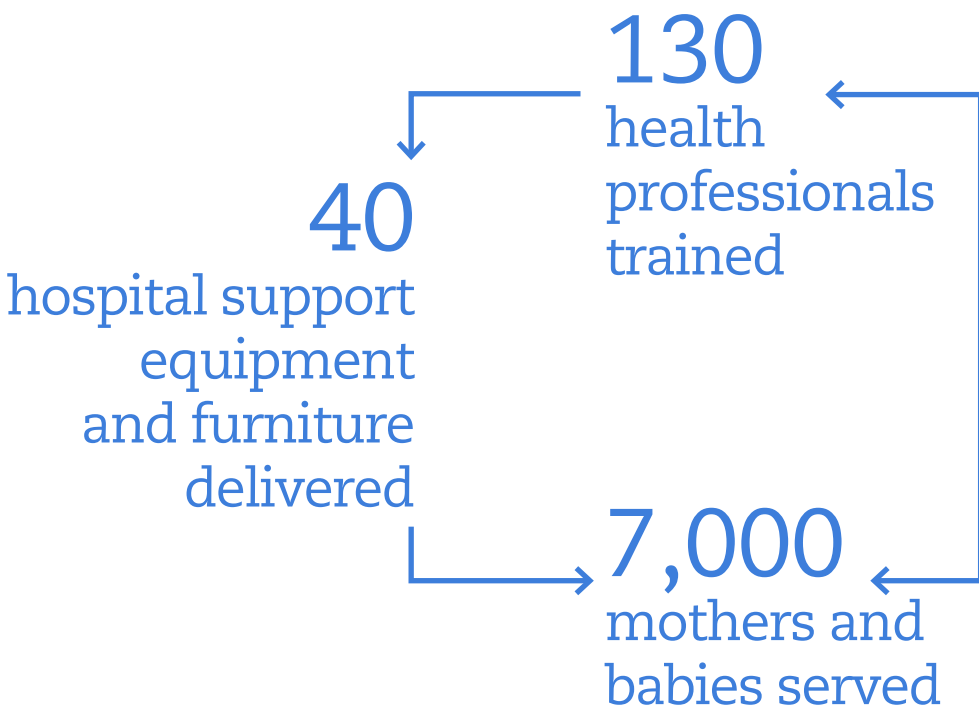 130
health
professionals
trained
40
hospital support
equipment
and furniture
delivered
7,000
mothers and
babies served